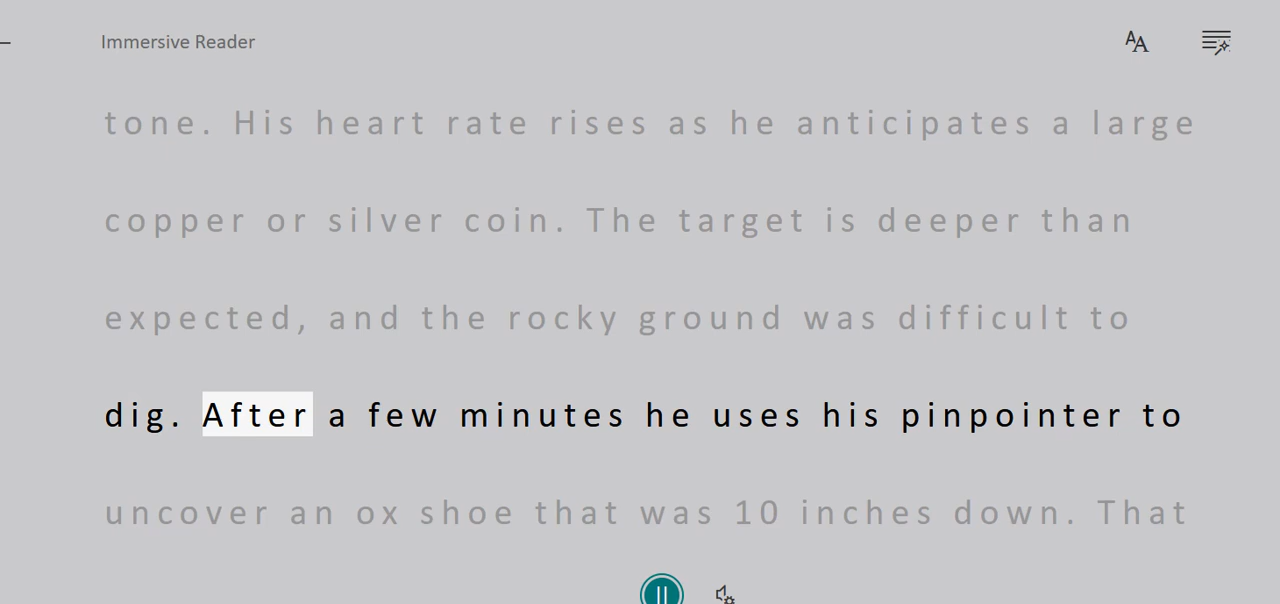 Immersive Reader
tone. His heart rate rises as he anticipates a large
copper or silver coin. The target is deeper than
expected, and the rocky ground was difficult to
dig. After a few minutes he uses his pinpointer to
uncover an ox shoe that was 10 inches down. That